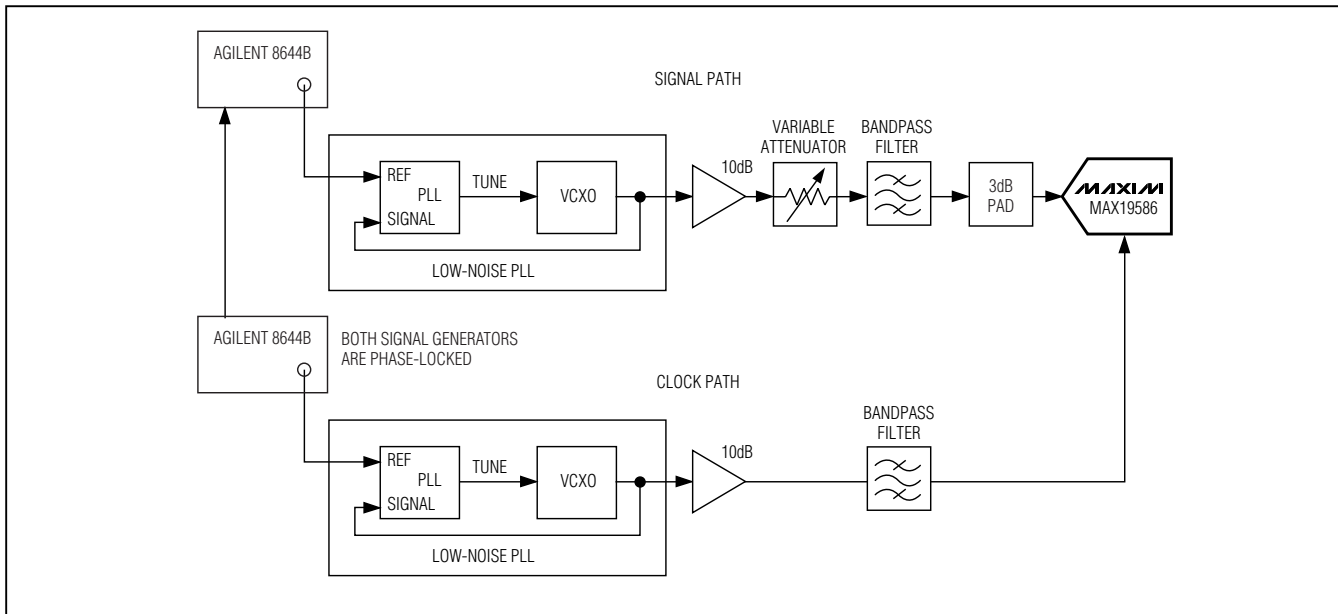 AGILENT 8644B
SIGNAL PATH
REF
PLL
SIGNAL
TUNE
VCXO
LOW-NOISE PLL
10dB
VARIABLE
ATTENUATOR
BANDPASS
FILTER
3dB
PAD
MAXIM
MAX19586
AGILENT 8644B
BOTH SIGNAL GENERATORS
ARE PHASE-LOCKED
CLOCK PATH
REF
PLL
SIGNAL
TUNE
VCXO
LOW-NOISE PLL
10dB
BANDPASS
FILTER